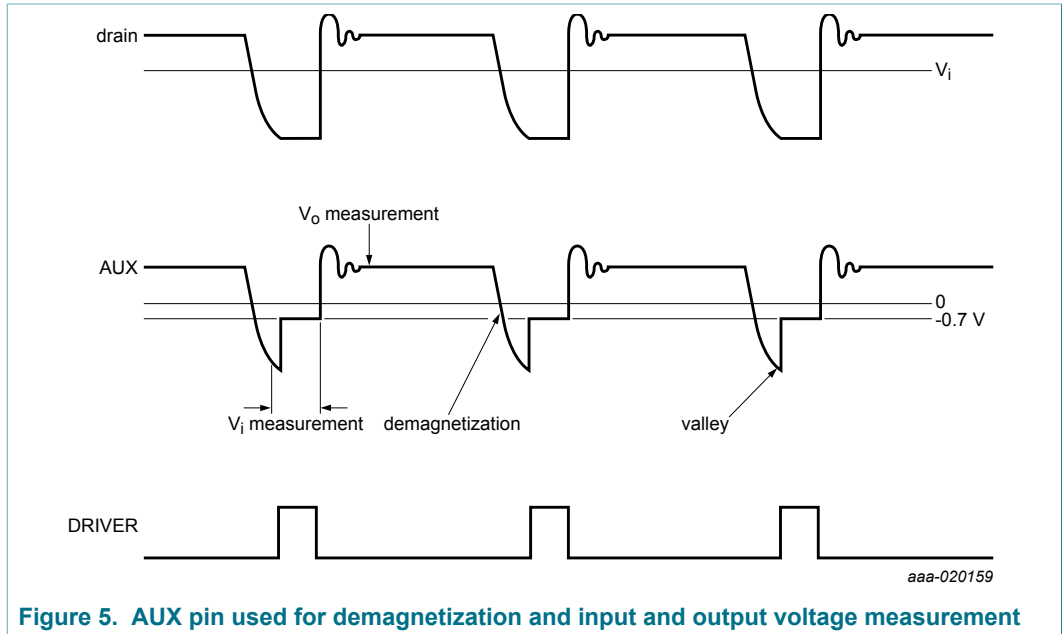 drain
Vi
Vo measurement
AUX
0
-0.7 V
Vi measurement
demagnetization
valley
DRIVER
aaa-020159
Figure 5. AUX pin used for demagnetization and input and output voltage measurement